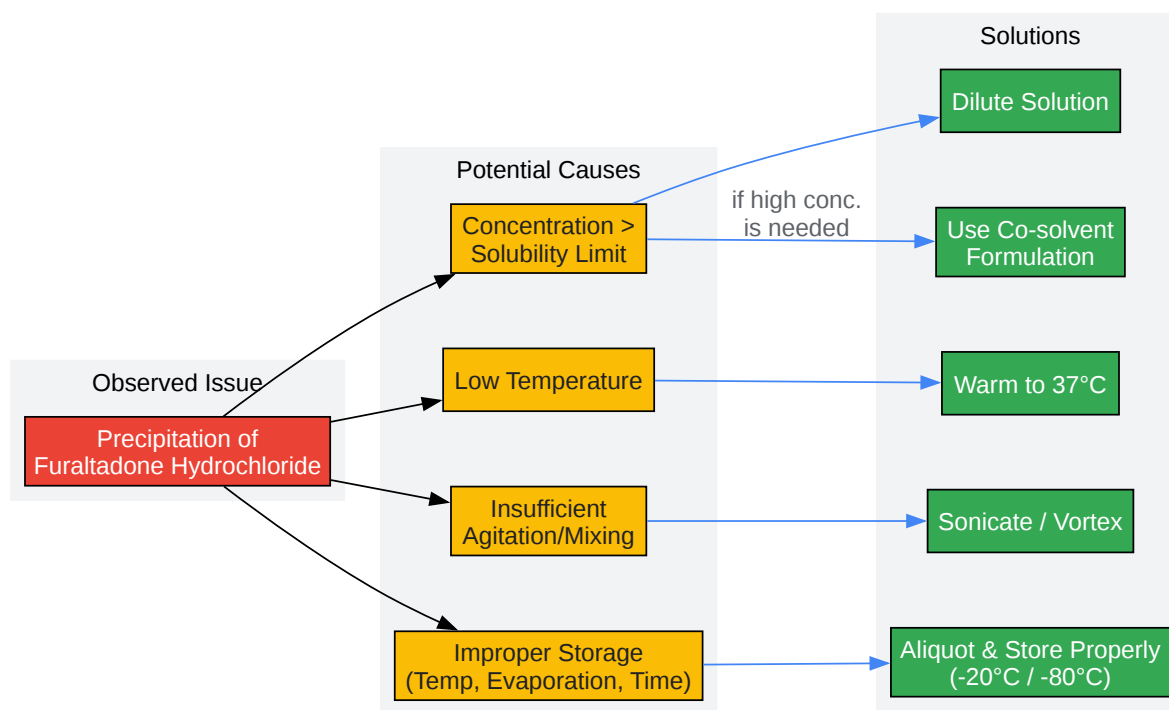 Solutions
Dilute Solution
Potential Causes
Concentration >
Solubility Limit
if high conc.
is needed
Use Co-solvent
Formulation
Observed Issue
Low Temperature
Warm to 37°C
Precipitation of
Furaltadone Hydrochloride
Insufficient
Agitation/Mixing
Sonicate / Vortex
Improper Storage
(Temp, Evaporation, Time)
Aliquot & Store Properly
(-20°C / -80°C)